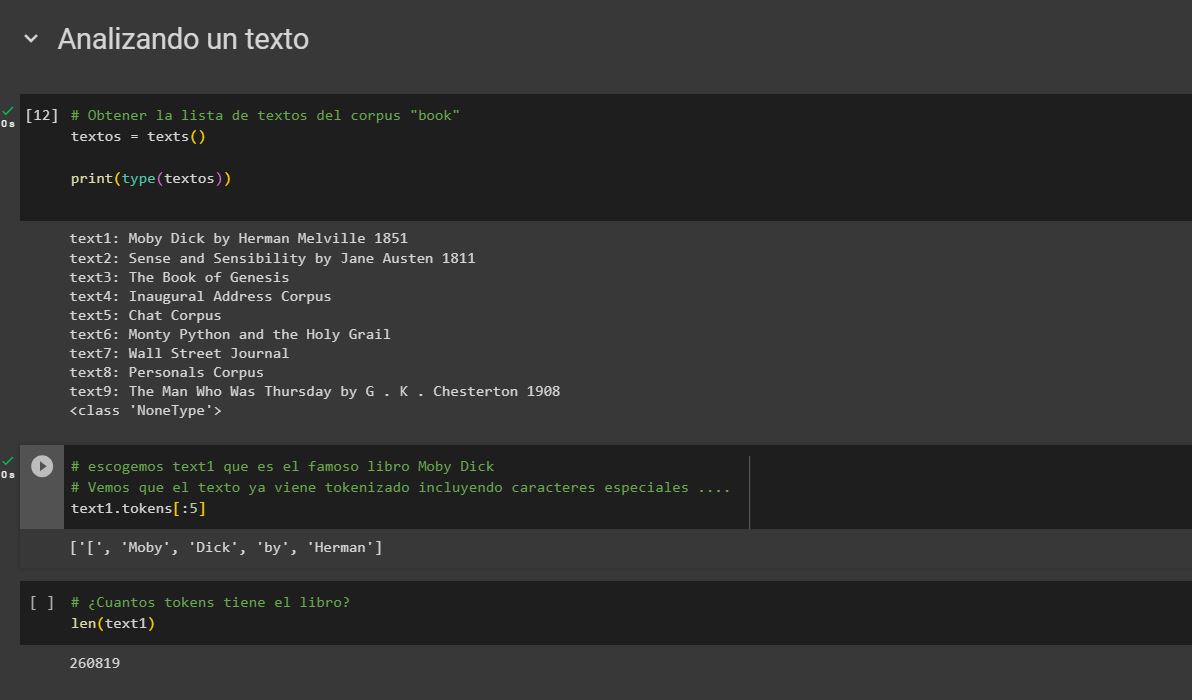 Analizando un texto
[12] # Obtener la lista de textos del corpus "book"
0s
textos = texts()
print(type(textos))
text1: Moby Dick by Herman Melville 1851
text2: Sense and Sensibility by Jane Austen 1811
text3: The Book of Genesis
text4: Inaugural Address Corpus
text5: Chat Corpus
text6: Monty Python and the Holy Grail
text7: Wall Street Journal
text8: Personals Corpus
text9: The Man Who Was Thursday by G . K . Chesterton 1908
<class 'NoneType'>
# escogemos text1 que es el famoso libro Moby Dick
0s
# Vemos que el texto ya viene tokenizado incluyendo caracteres especiales ....
text1.tokens[:5]
['[', 'Moby', 'Dick', 'by', 'Herman']
[ ] # ¿Cuantos tokens tiene el libro?
len(text1)
260819